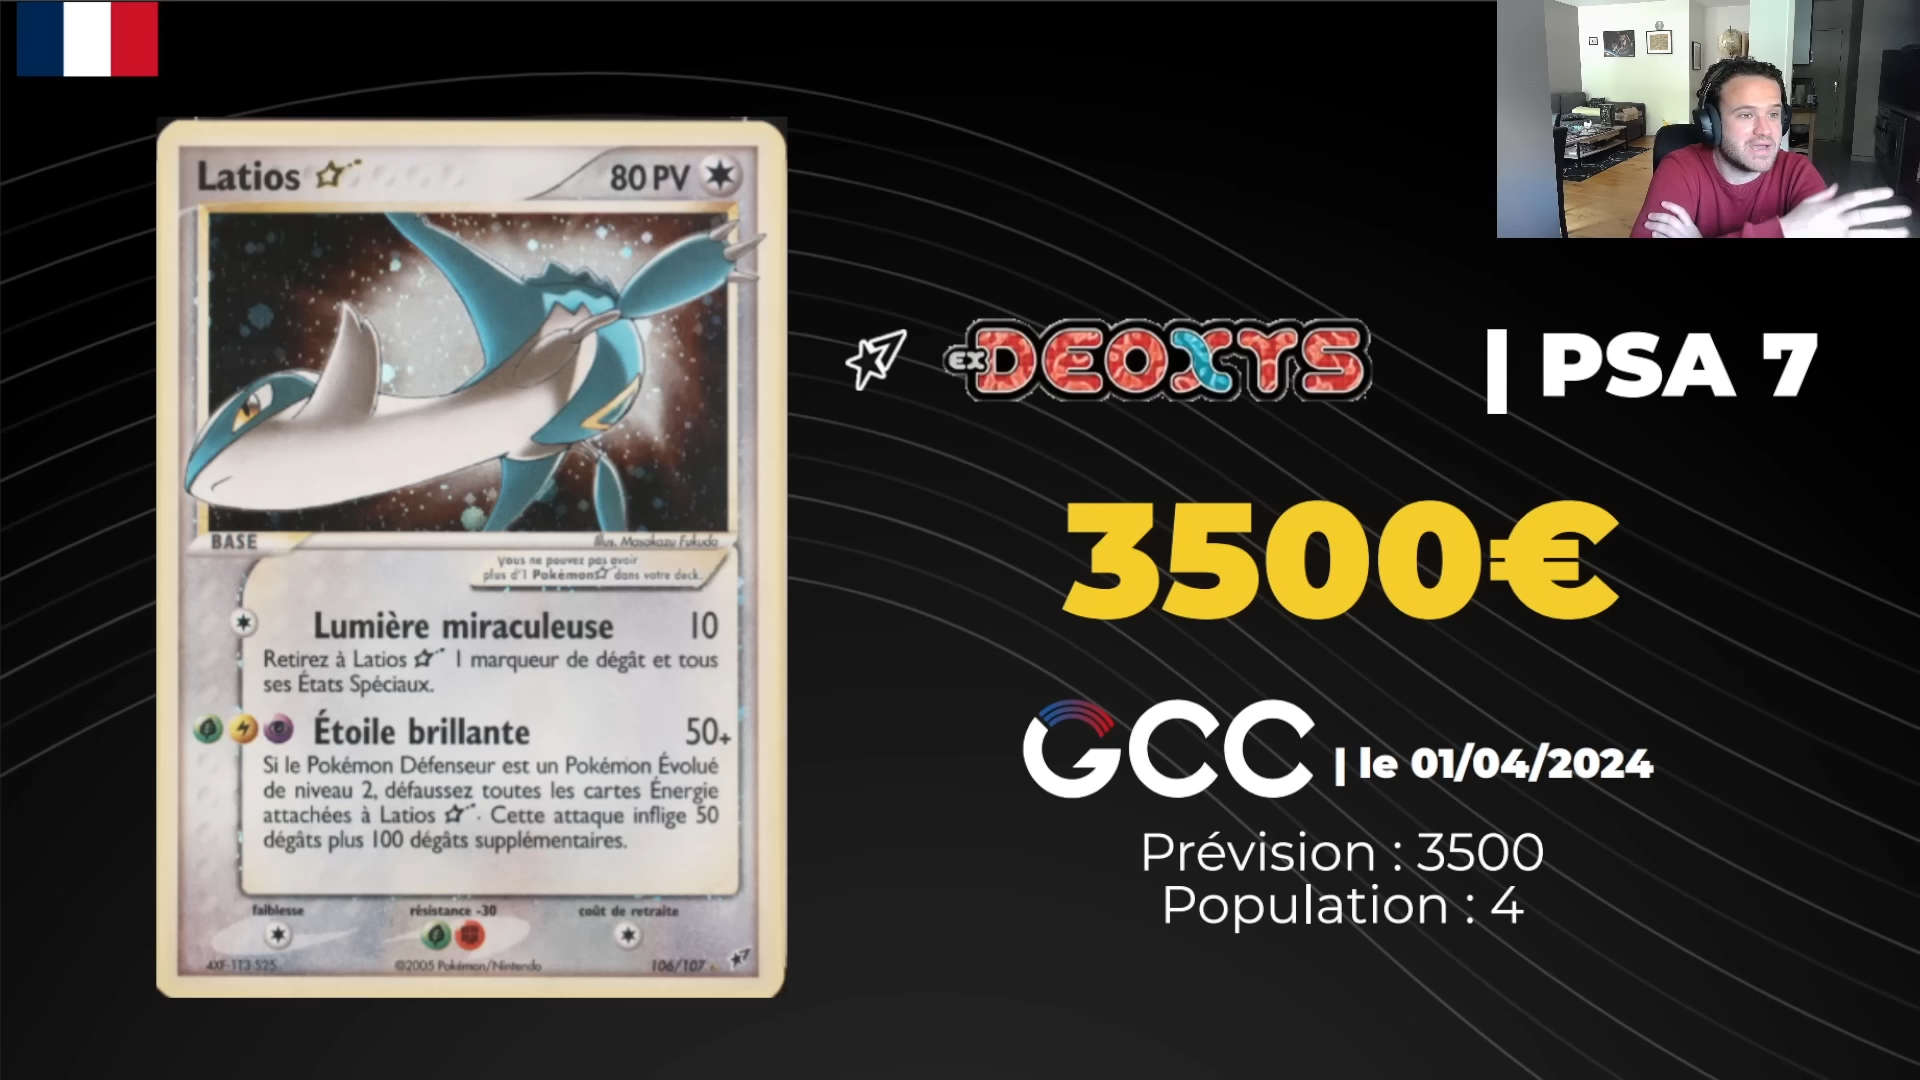 Latios
80 PV
BASE
Illus. Masakazu Fukuda
Vous ne pouvez pas avoir
plus d'1 Pokémon dans votre deck.
Lumière miraculeuse 10
Retirez à Latios 1 marqueur de dégât et tous
ses États Spéciaux.
Étoile brillante 50+
Si le Pokémon Défenseur est un Pokémon Évolué
de niveau 2, défaussez toutes les cartes Énergie
attachées à Latios . Cette attaque inflige 50
dégâts plus 100 dégâts supplémentaires.
faiblesse
résistance -30
coût de retraite
4XF-1T3 525
©2005 Pokémon/Nintendo
106/107
EX DEOXYS
| PSA 7
3500€
GCC | le 01/04/2024
Prévision : 3500
Population : 4